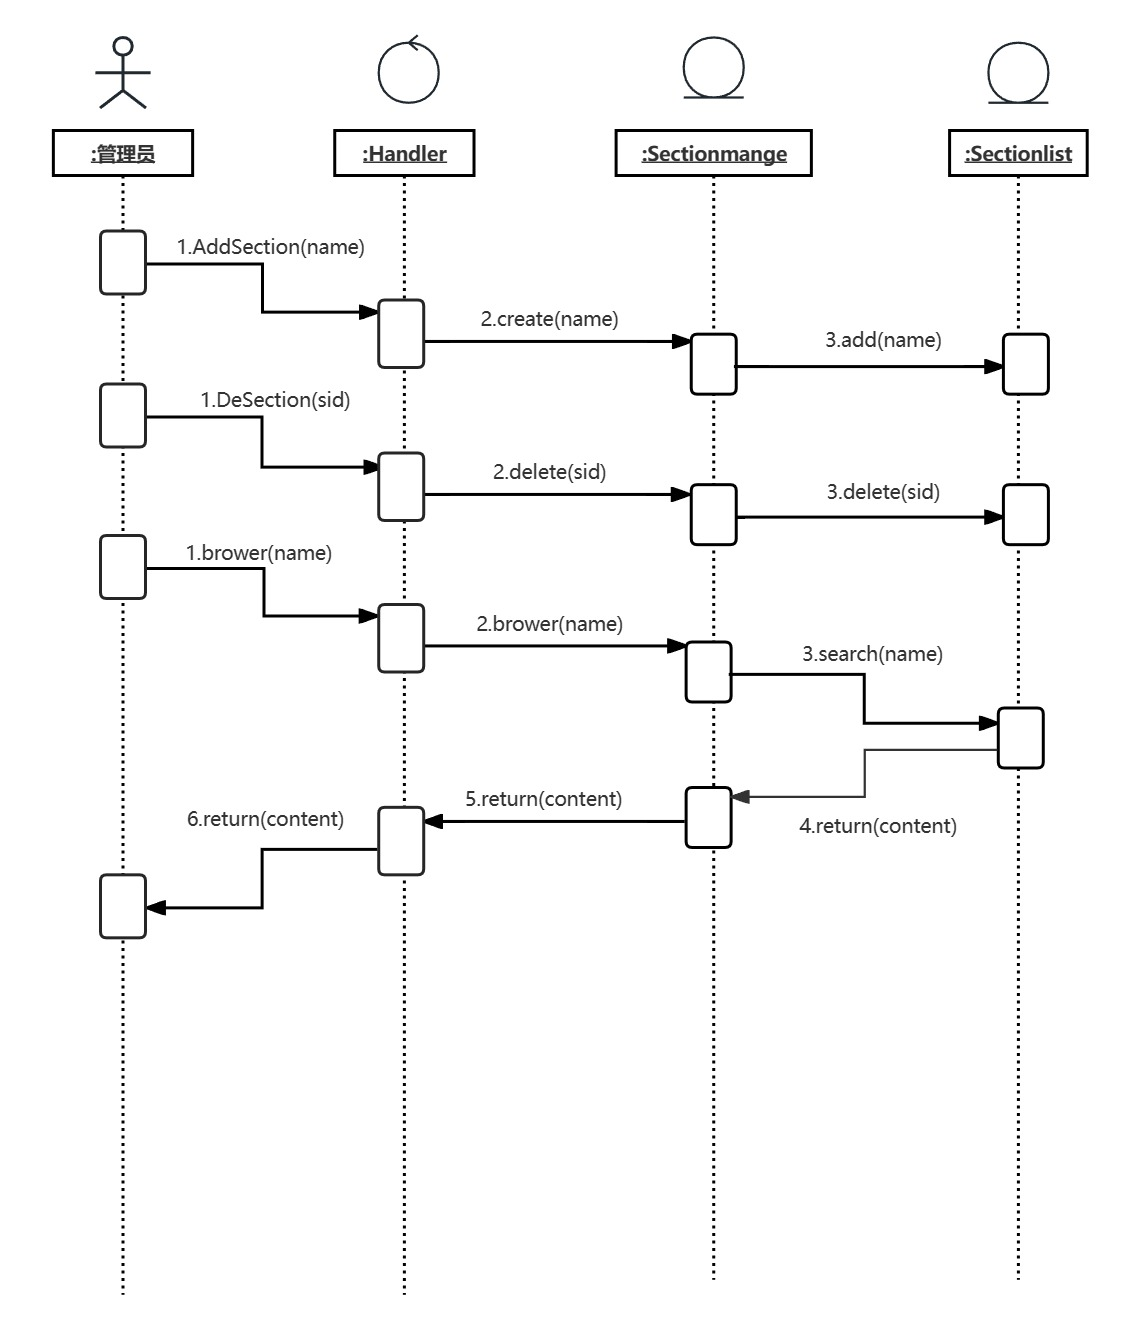 :管理员
:Handler
:Sectionmange
:Sectionlist
1.AddSection(name)
2.create(name)
3.add(name)
1.DeSection(sid)
2.delete(sid)
3.delete(sid)
1.brower(name)
2.brower(name)
3.search(name)
4.return(content)
5.return(content)
6.return(content)